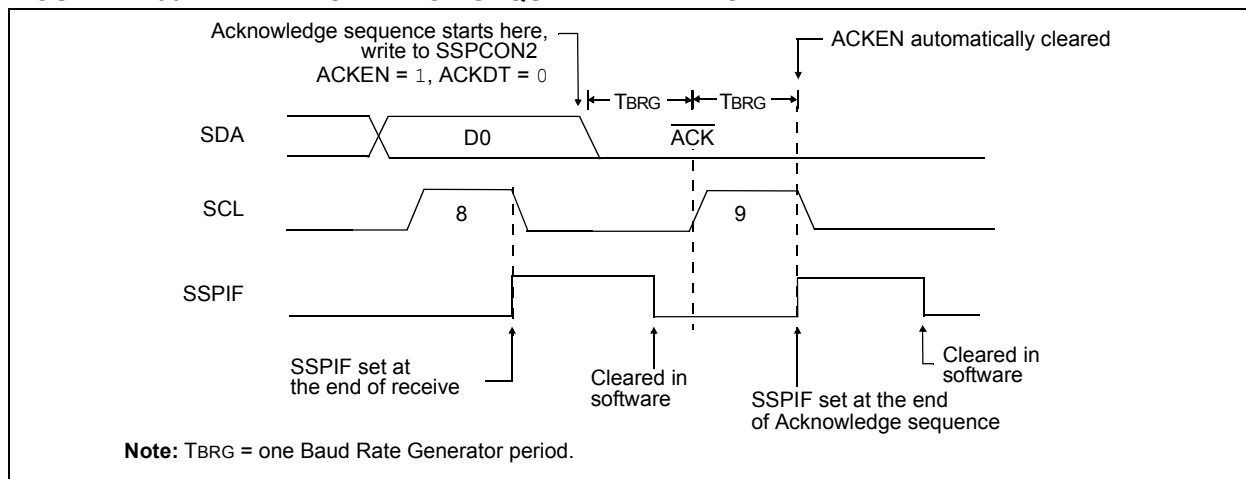 Acknowledge sequence starts here,
write to SSPCON2
ACKEN = 1, ACKDT = 0
ACKEN automatically cleared
TBRG
TBRG
SDA
D0
ACK
SCL
8
9
SSPIF
SSPIF set at
the end of receive
Cleared in
software
SSPIF set at the end
of Acknowledge sequence
Cleared in
software
Note: TBRG = one Baud Rate Generator period.